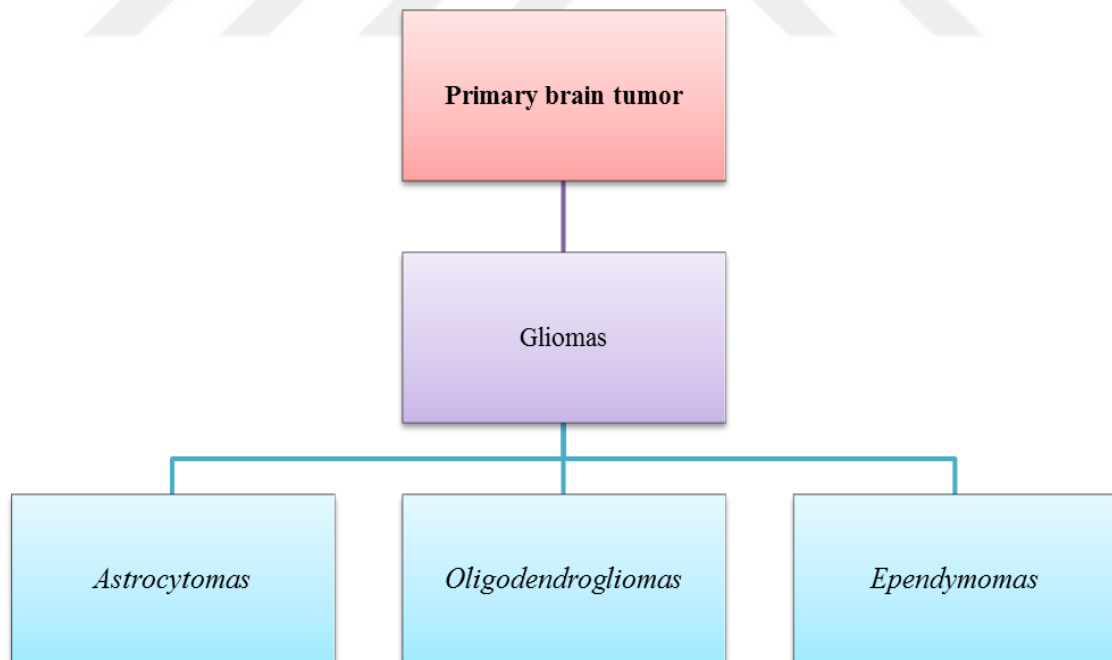 Primary brain tumor
Gliomas
Astrocytomas
Oligodendrogliomas
Ependymomas